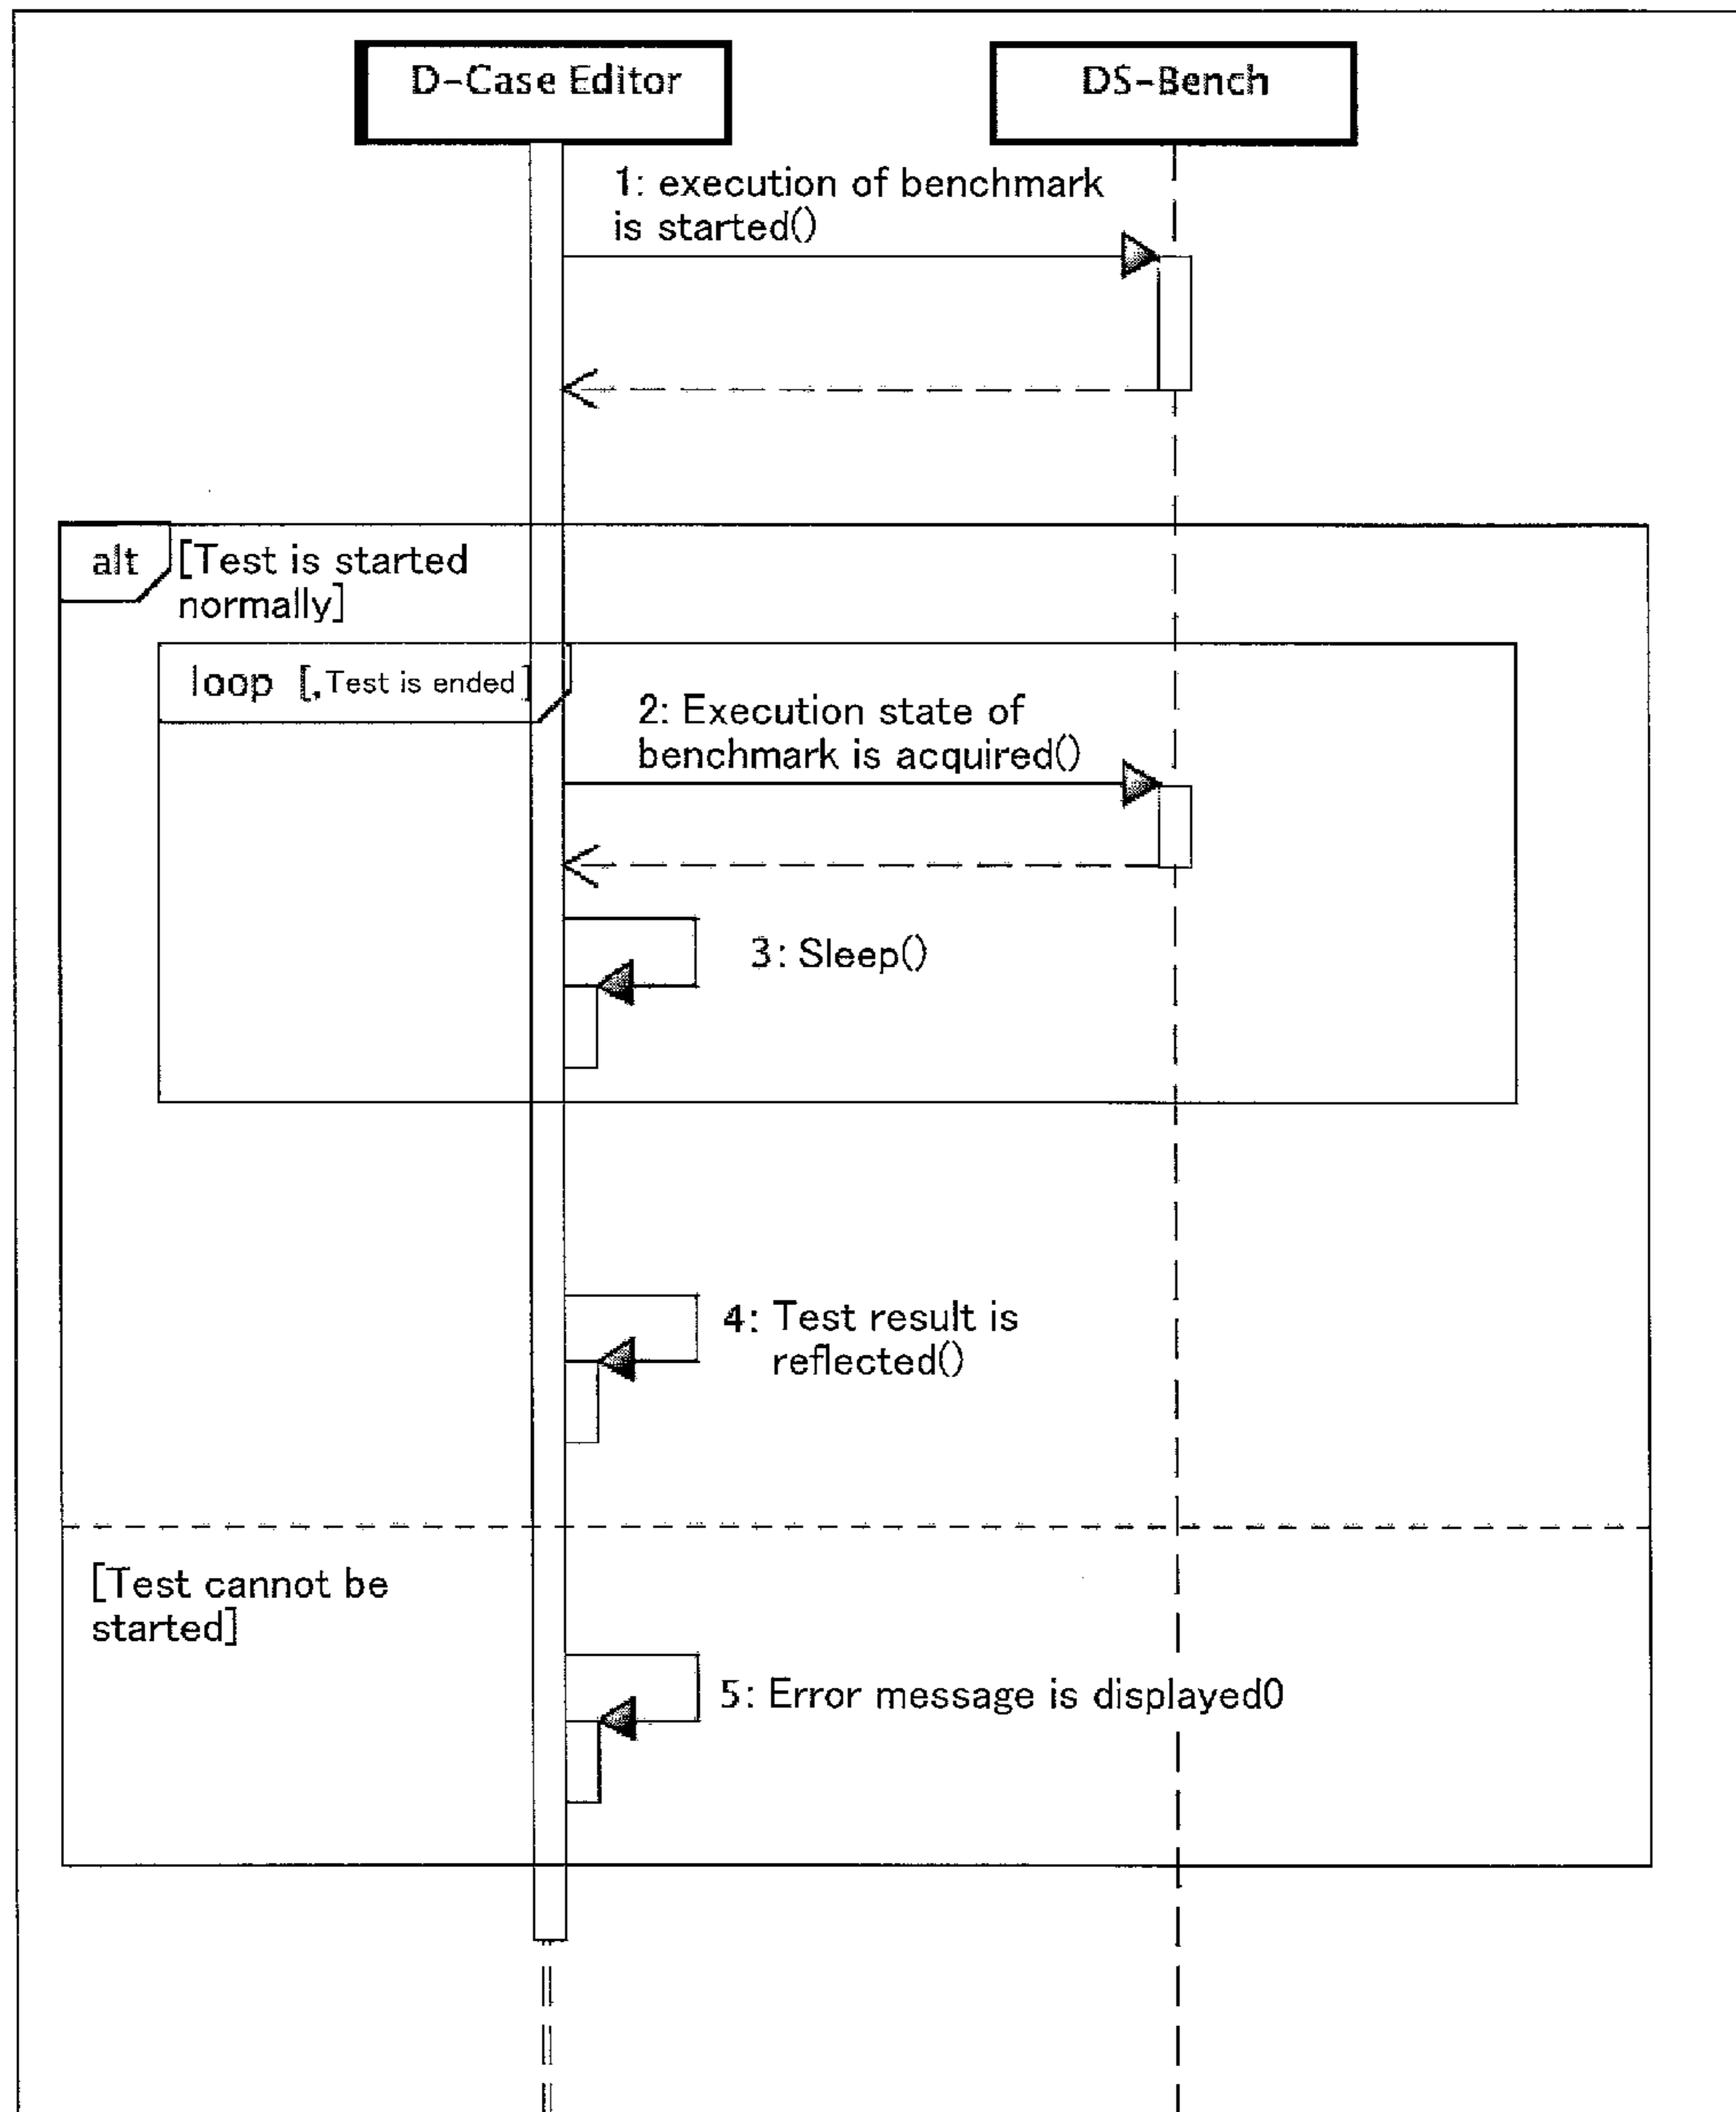 D-Case Editor
DS-Bench
1: execution of benchmark
is started()
alt [Test is started
normally]
loop [,Test is ended]
2: Execution state of
benchmark is acquired()
3: Sleep()
4: Test result is
reflected()
[Test cannot be
started]
5: Error message is displayed0